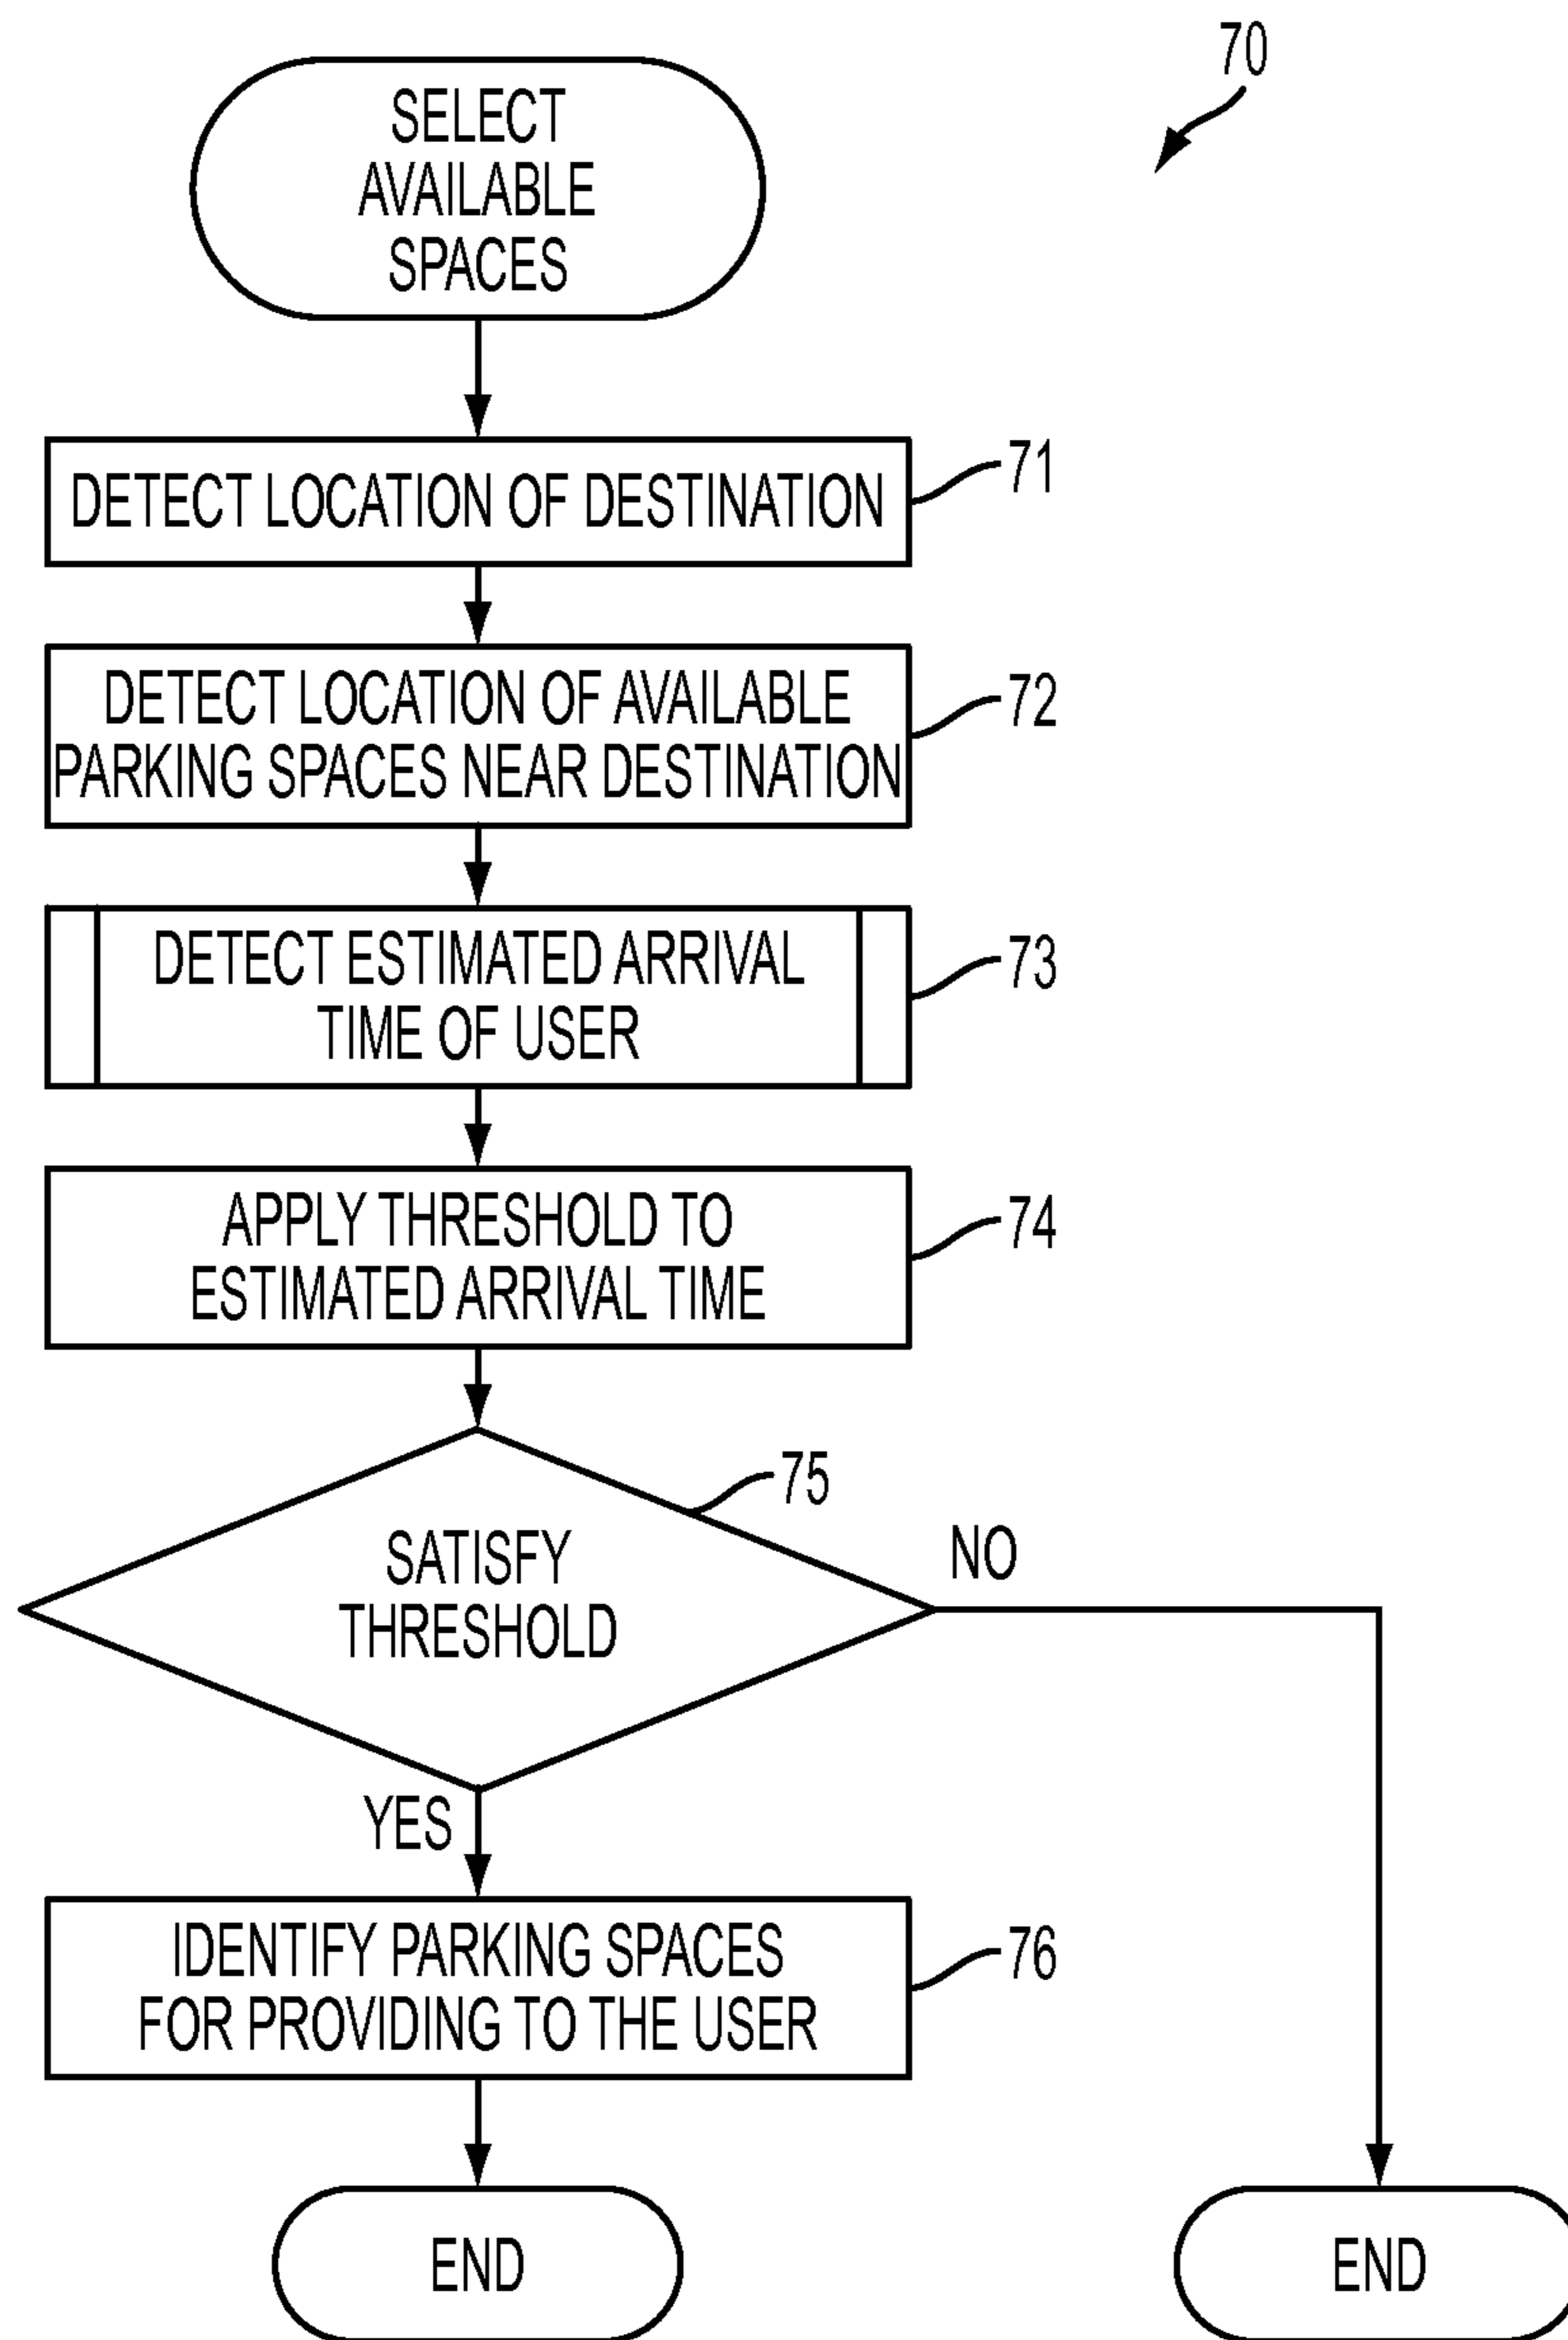 70
SELECT
AVAILABLE
SPACES
DETECT LOCATION OF DESTINATION
71
DETECT LOCATION OF AVAILABLE
PARKING SPACES NEAR DESTINATION
72
DETECT ESTIMATED ARRIVAL
TIME OF USER
73
APPLY THRESHOLD TO
ESTIMATED ARRIVAL TIME
74
75
SATISFY
THRESHOLD
NO
YES
IDENTIFY PARKING SPACES
FOR PROVIDING TO THE USER
76
END
END